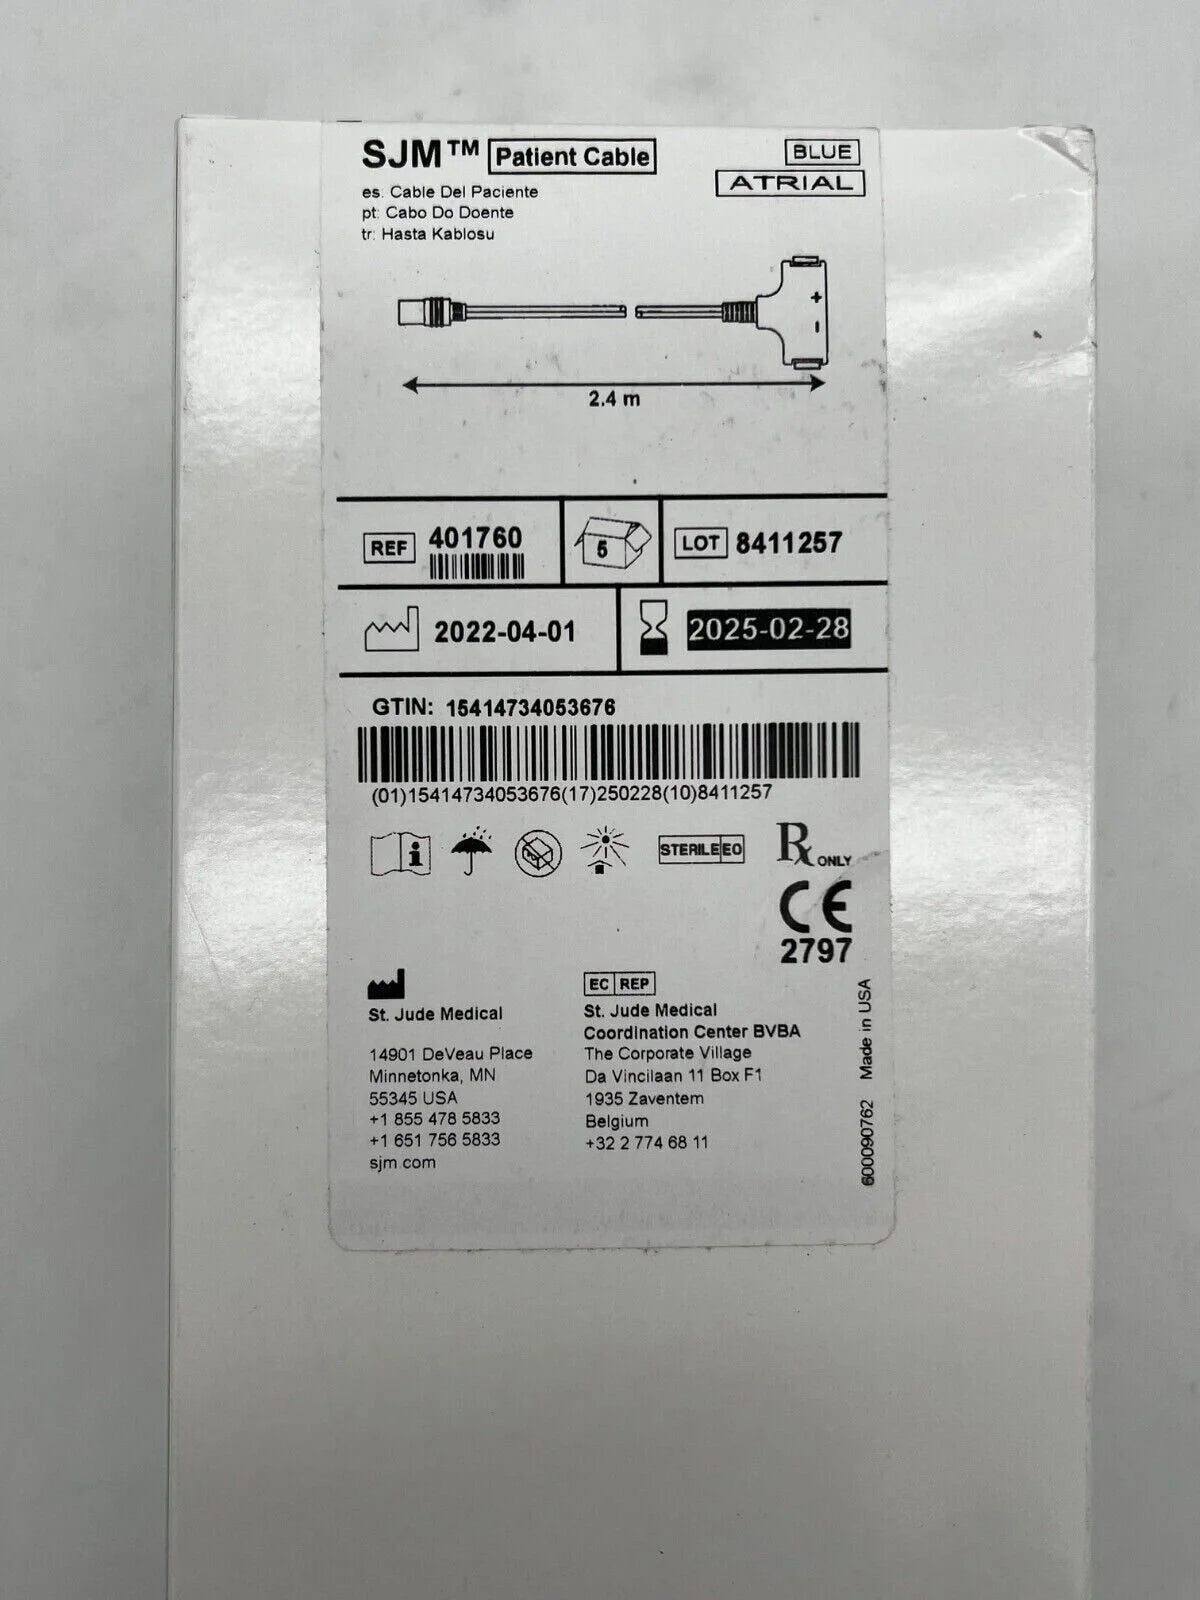 SJM™ Patient Cable
BLUE
ATRIAL
es: Cable Del Paciente
pt: Cabo Do Doente
tr: Hasta Kablosu
+
-
2.4 m
REF 401760
5
LOT 8411257
2022-04-01
2025-02-28
GTIN: 15414734053676
(01)15414734053676(17)250228(10)8411257
i
STERILE EO
Rx ONLY
CE
2797
St. Jude Medical
14901 DeVeau Place
Minnetonka, MN
55345 USA
+1 855 478 5833
+1 651 756 5833
sjm.com
EC REP
St. Jude Medical
Coordination Center BVBA
The Corporate Village
Da Vincilaan 11 Box F1
1935 Zaventem
Belgium
+32 2 774 68 11
600090762 Made in USA